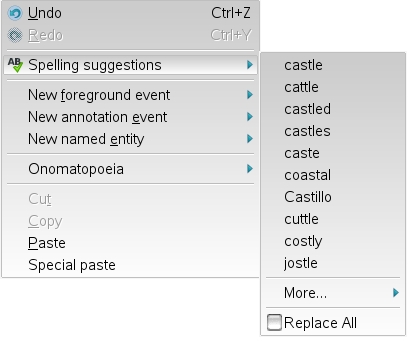 Undo Ctrl+Z
Redo Ctrl+Y
Spelling suggestions
New foreground event
New annotation event
New named entity
Onomatopoeia
Cut
Copy
Paste
Special paste
castle
cattle
castled
castles
caste
coastal
Castillo
cuttle
costly
jostle
More...
Replace All